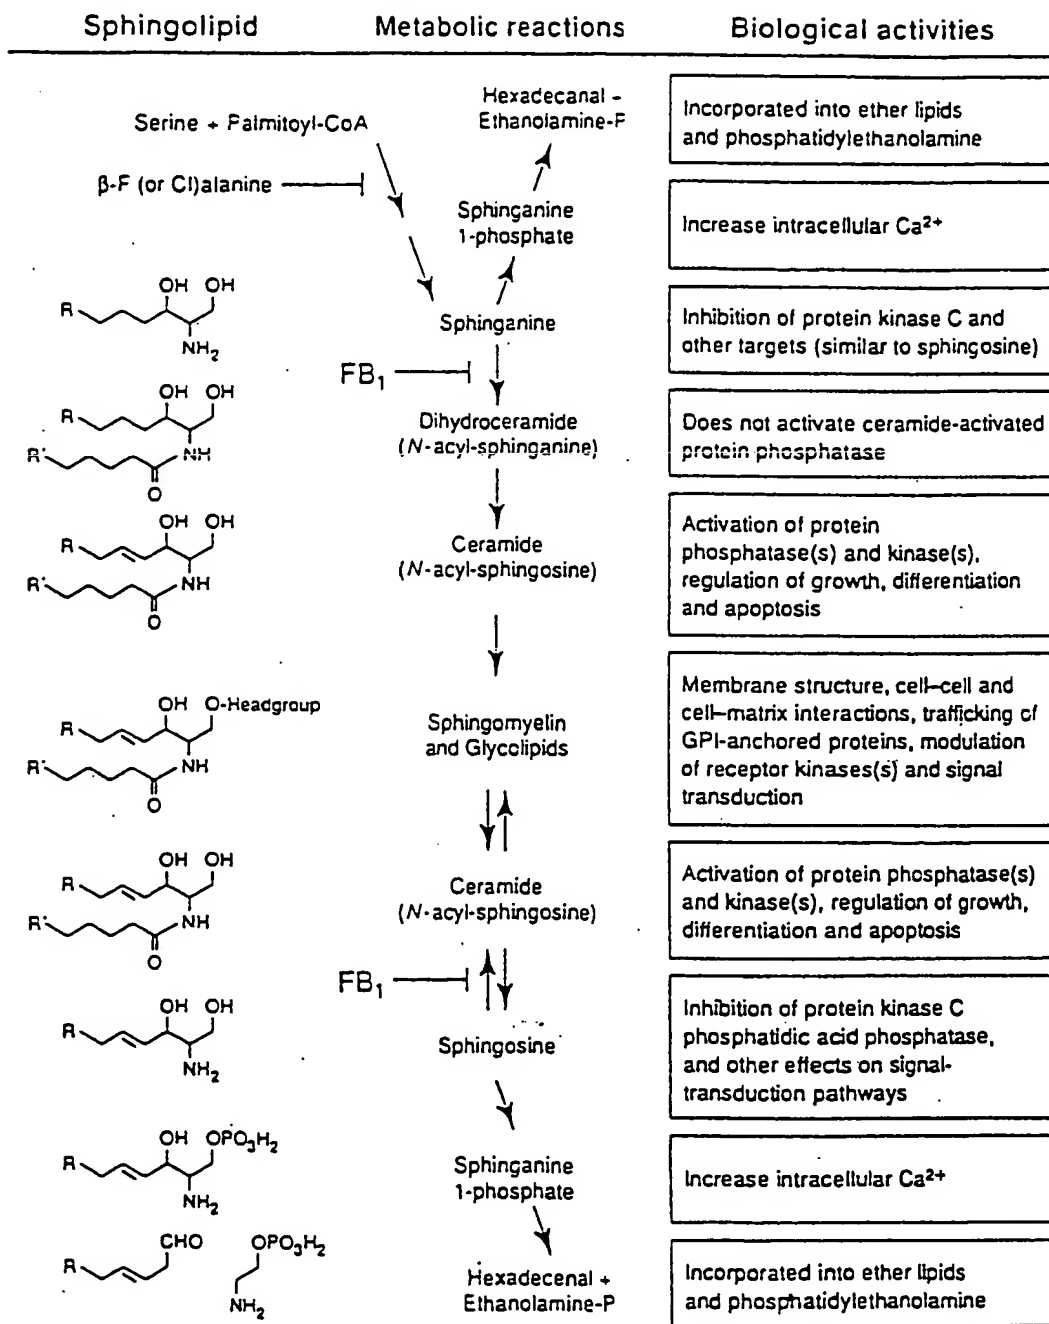 Sphingolipid Metabolic reactions Biological activities
Hexadecanal -
Ethanolamine-P
Serine + Palmitoyl-CoA
β-F (or Cl)alanine
Sphinganine
1-phosphate
Incorporated into ether lipids
and phosphatidylethanolamine
Increase intracellular Ca²⁺
OH OH
R
NH₂
Sphinganine
Inhibition of protein kinase C and
other targets (similar to sphingosine)
FB₁
OH OH
R
NH
R'
O
Dihydroceramide
(N-acyl-sphinganine)
Does not activate ceramide-activated
protein phosphatase
OH OH
R
NH
R'
O
Ceramide
(N-acyl-sphingosine)
Activation of protein
phosphatase(s) and kinase(s),
regulation of growth, differentiation
and apoptosis
OH O-Headgroup
R
NH
R'
O
Sphingomyelin
and Glycolipids
Membrane structure, cell–cell and
cell–matrix interactions, trafficking of
GPI-anchored proteins, modulation
of receptor kinases(s) and signal
transduction
OH OH
R
NH
R'
O
Ceramide
(N-acyl-sphingosine)
Activation of protein phosphatase(s)
and kinase(s), regulation of growth,
differentiation and apoptosis
FB₁
OH OH
R
NH₂
Sphingosine
Inhibition of protein kinase C
phosphatidic acid phosphatase,
and other effects on signal-
transduction pathways
OH OPO₃H₂
R
NH₂
Sphinganine
1-phosphate
Increase intracellular Ca²⁺
CHO OPO₃H₂
R
NH₂
Hexadecenal +
Ethanolamine-P
Incorporated into ether lipids
and phosphatidylethanolamine